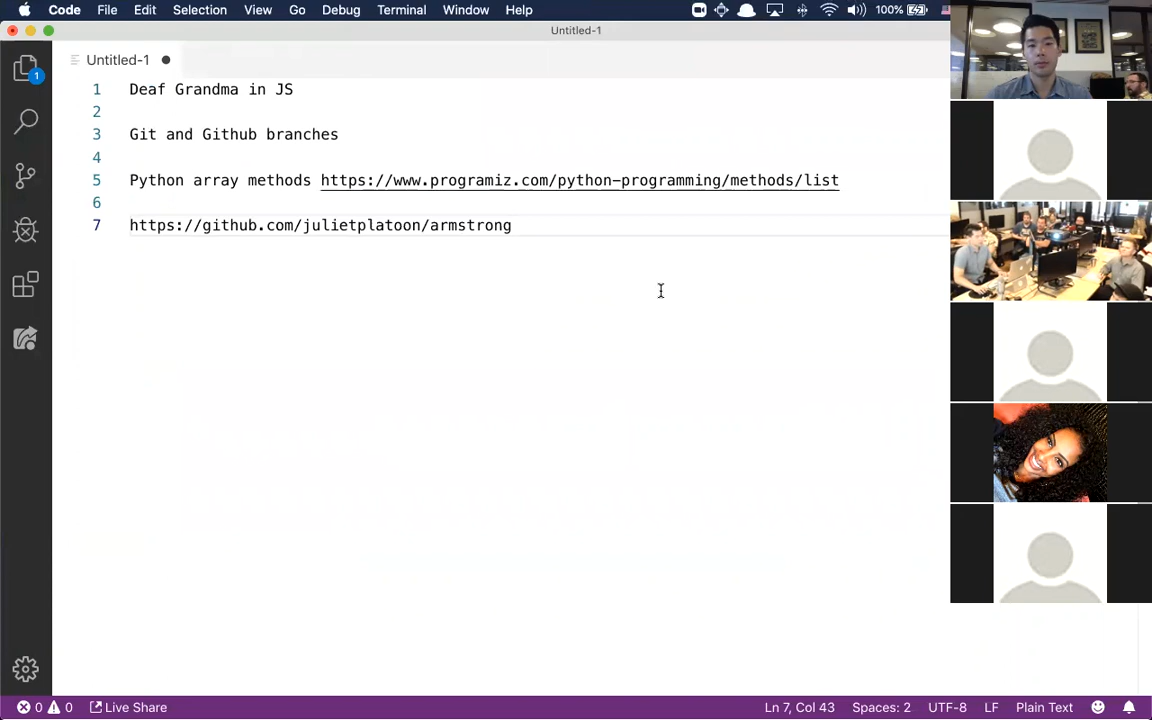 Code File Edit Selection View Go Debug Terminal Window Help 100%
Untitled-1
Untitled-1
1
1 Deaf Grandma in JS
2
3 Git and Github branches
4
5 Python array methods https://www.programiz.com/python-programming/methods/list
6
7 https://github.com/julietplatoon/armstrong
0 0 Live Share Ln 7, Col 43 Spaces: 2 UTF-8 LF Plain Text